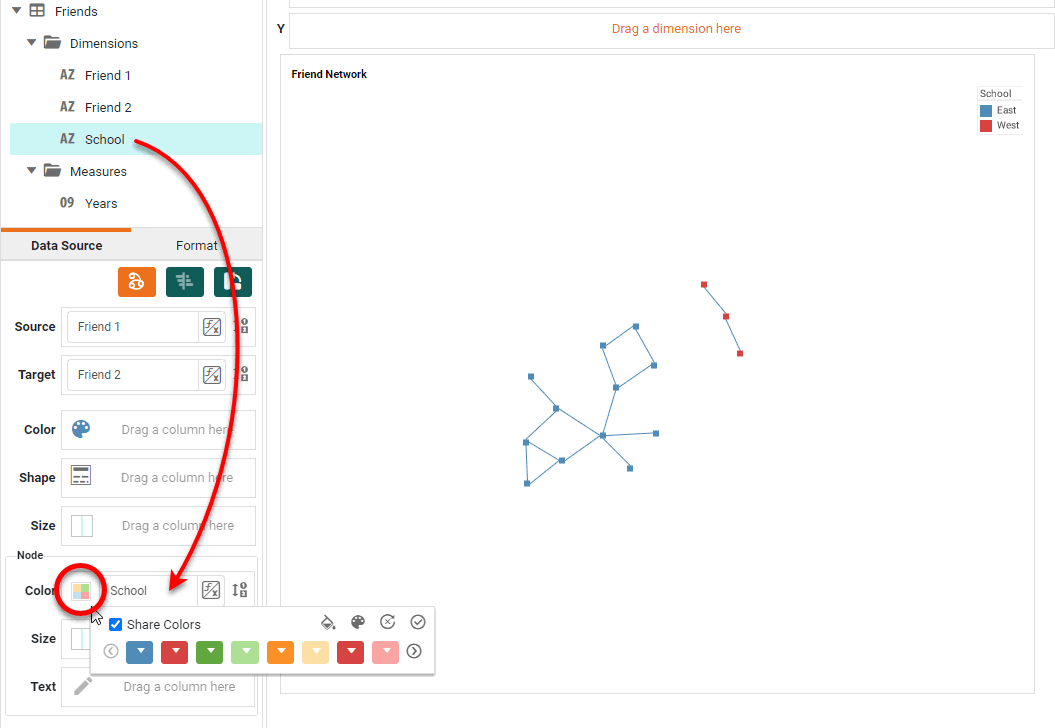 Friends
Dimensions
AZ Friend 1
AZ Friend 2
AZ School
Measures
09 Years
Data Source Format
Source Friend 1
Target Friend 2
Color Drag a column here
Shape Drag a column here
Size Drag a column here
Node
Color School
Share Colors
Size
Text Drag a column here
Y Drag a dimension here
Friend Network
School
East
West